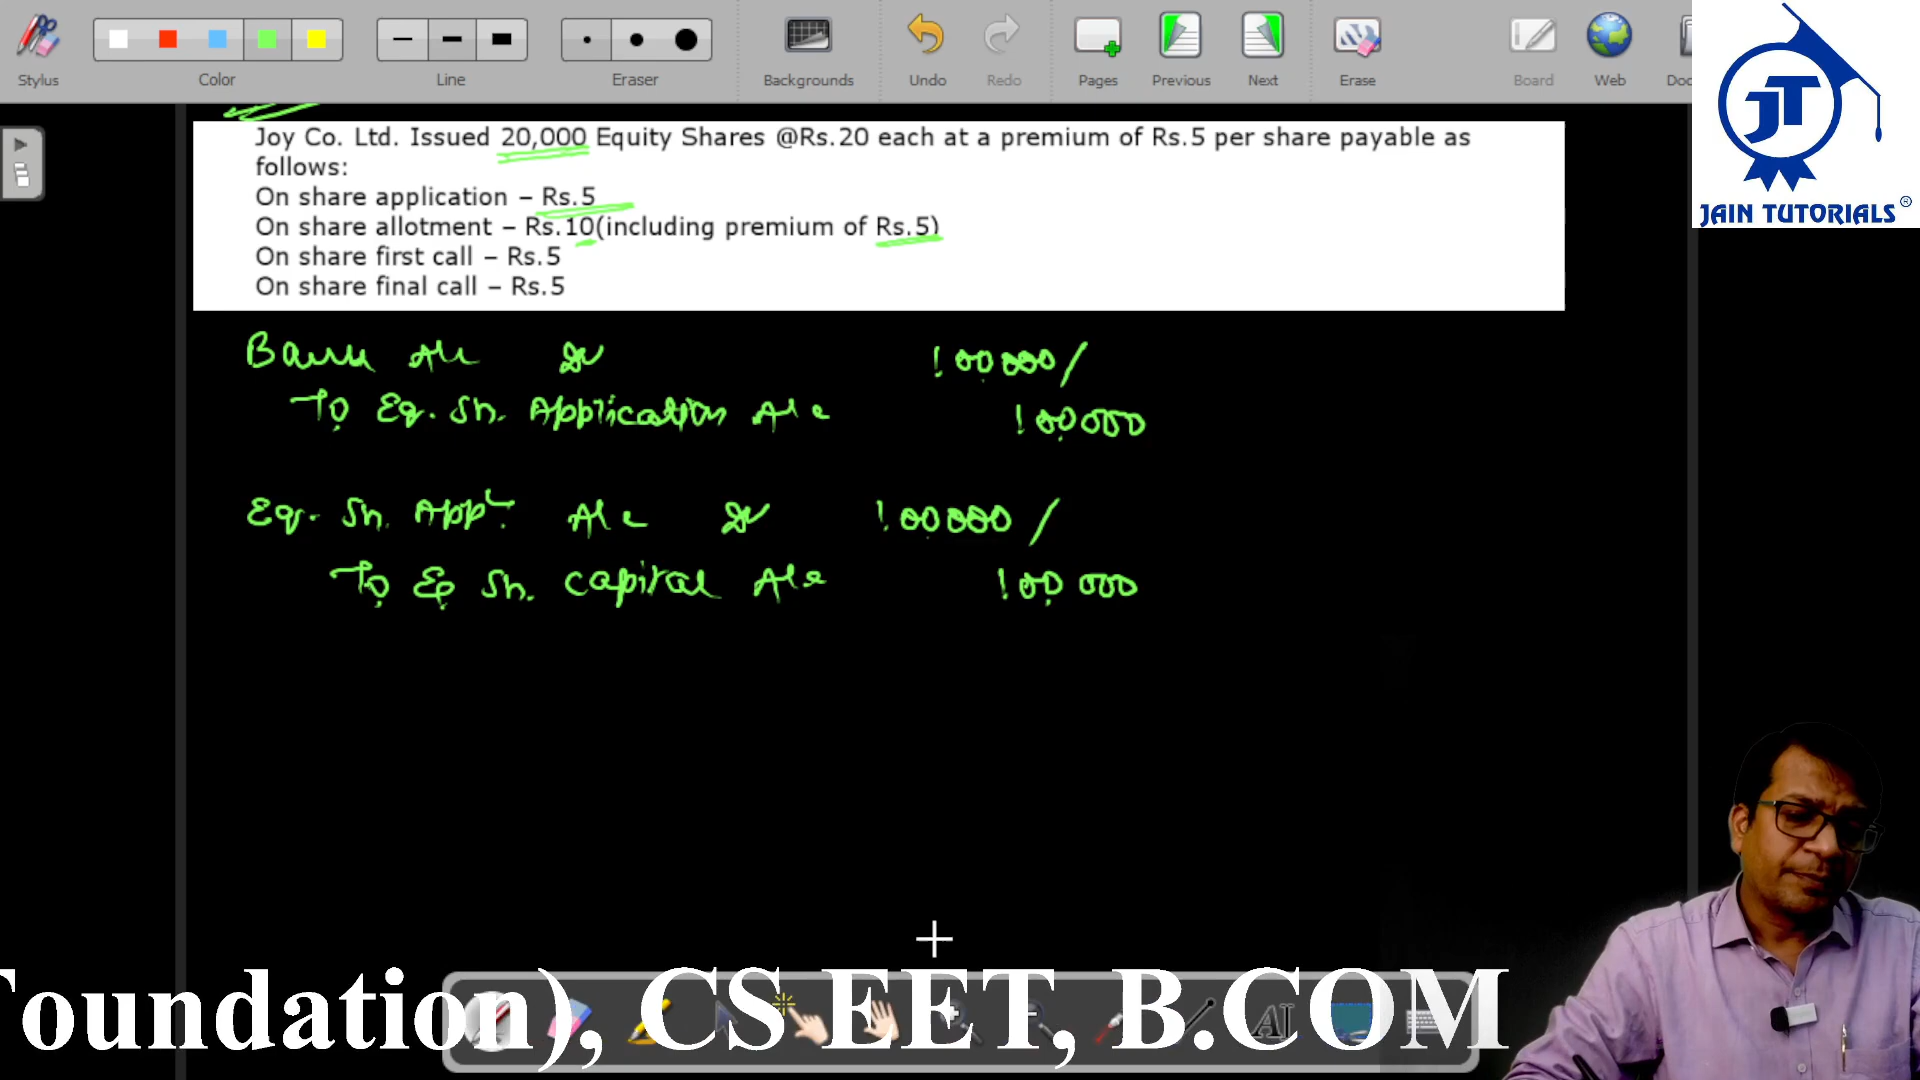 Stylus
Color
Line
Eraser
Backgrounds
Undo
Redo
Pages
Previous
Next
Erase
Board
Web
Doc
JT
JAIN TUTORIALS®
Joy Co. Ltd. Issued 20,000 Equity Shares @Rs.20 each at a premium of Rs.5 per share payable as
follows:
On share application – Rs.5
On share allotment – Rs.10(including premium of Rs.5)
On share first call – Rs.5
On share final call – Rs.5
Bank A/c Dr 100000/
To Eq. Sh. Application A/c 100000
Eq. Sh. Appl. A/c Dr 100000/
To Eq Sh. Capital A/c 100000
Foundation), CS EET, B.COM